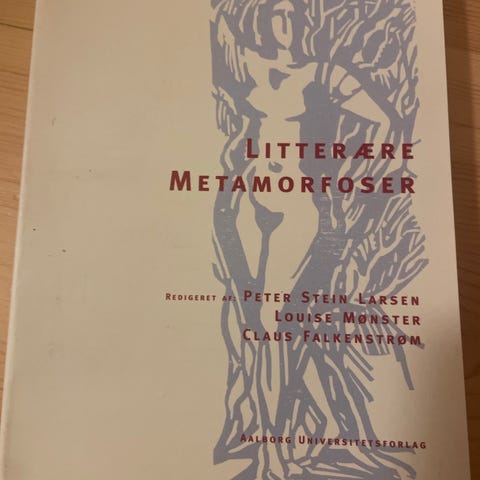 LITTERÆRE
METAMORFOSER
REDIGERET AF: PETER STEIN LARSEN
LOUISE MØNSTER
CLAUS FALKENSTRØM
AALBORG UNIVERSITETSFORLAG